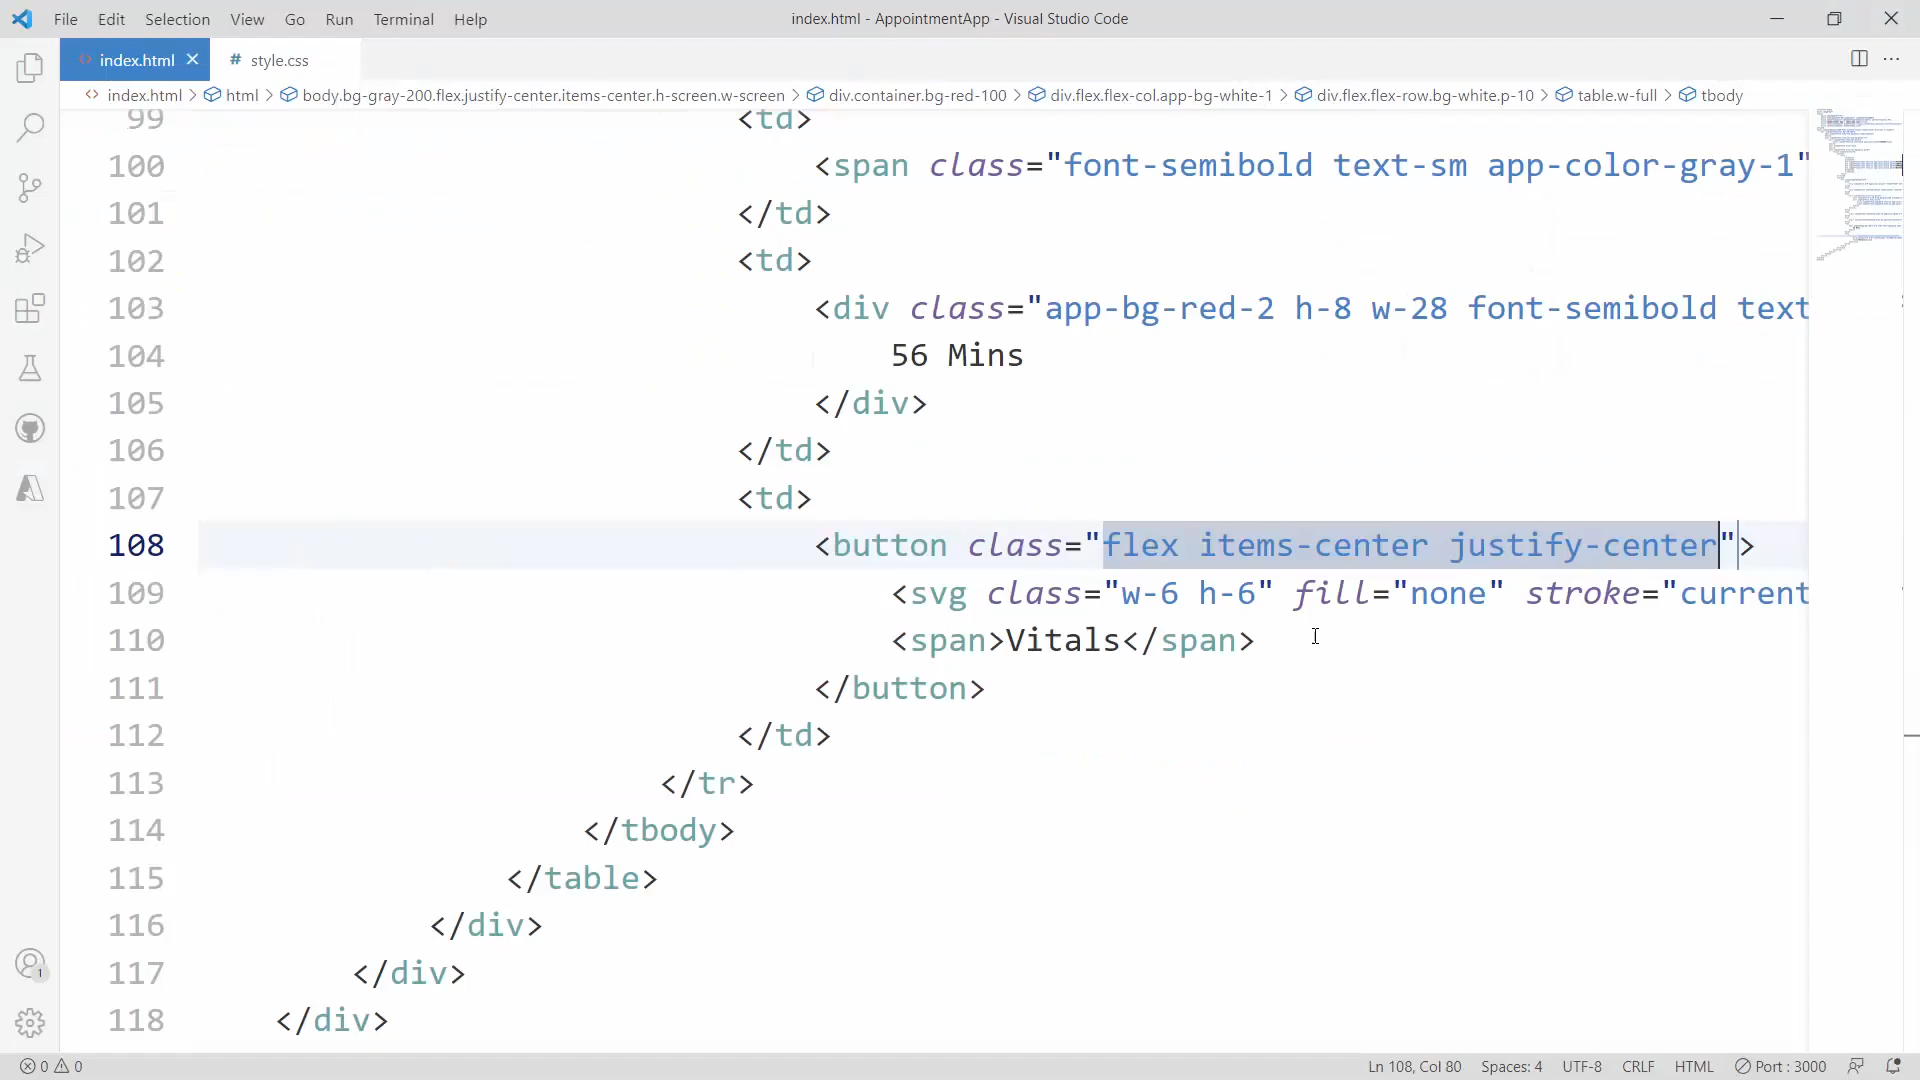 File Edit Selection View Go Run Terminal Help
index.html - AppointmentApp - Visual Studio Code
index.html
# style.css
index.html > html > body.bg-gray-200.flex.justify-center.items-center.h-screen.w-screen > div.container.bg-red-100 > div.flex.flex-col.app-bg-white-1 > div.flex.flex-row.bg-white.p-10 > table.w-full > tbody
99 <td>
100 <span class="font-semibold text-sm app-color-gray-1"
101 </td>
102 <td>
103 <div class="app-bg-red-2 h-8 w-28 font-semibold text
104 56 Mins
105 </div>
106 </td>
107 <td>
108 <button class="flex items-center justify-center">
109 <svg class="w-6 h-6" fill="none" stroke="current
110 <span>Vitals</span>
111 </button>
112 </td>
113 </tr>
114 </tbody>
115 </table>
116 </div>
117 </div>
118 </div>
1
0 0
Ln 108, Col 80 Spaces: 4 UTF-8 CRLF HTML Port : 3000